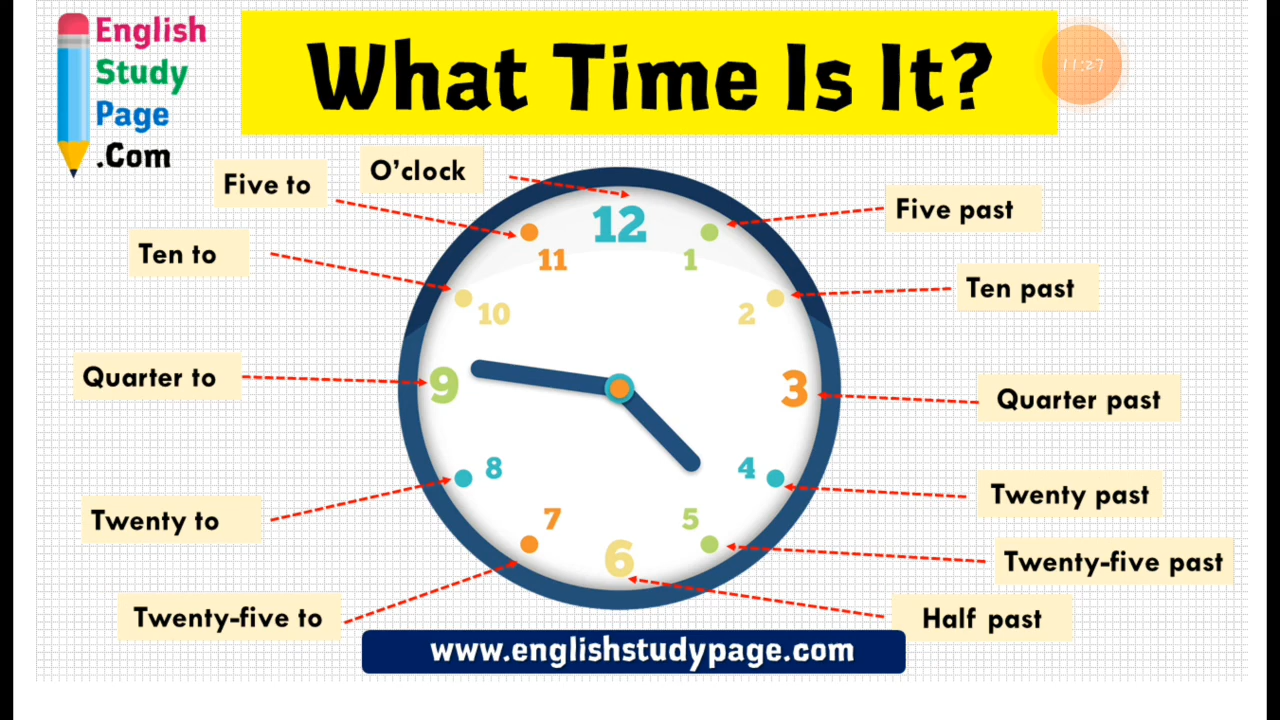 English
Study
Page
.Com
What Time Is It?
11:27
O'clock
Five to
Five past
Ten to
Ten past
Quarter to
Quarter past
Twenty to
Twenty past
Twenty-five to
Twenty-five past
Half past
12
11
1
10
2
9
3
8
4
7
5
6
www.englishstudypage.com